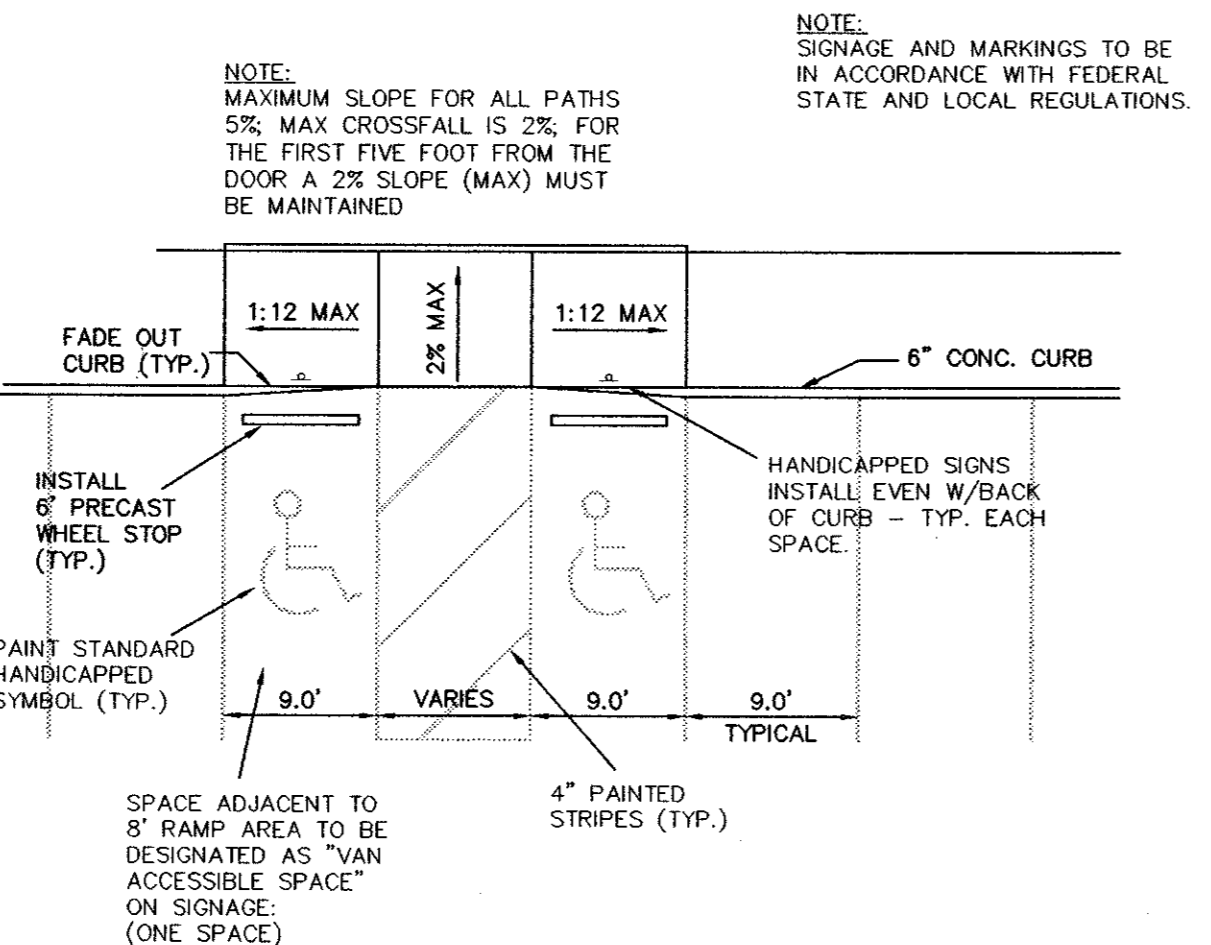 NOTE:
SIGNAGE AND MARKINGS TO BE
IN ACCORDANCE WITH FEDERAL
STATE AND LOCAL REGULATIONS.
NOTE:
MAXIMUM SLOPE FOR ALL PATHS
5%; MAX CROSSFALL IS 2%; FOR
THE FIRST FIVE FOOT FROM THE
DOOR A 2% SLOPE (MAX) MUST
BE MAINTAINED
1:12 MAX
2% MAX
1:12 MAX
FADE OUT
CURB (TYP.)
6" CONC. CURB
INSTALL
6' PRECAST
WHEEL STOP
(TYP.)
HANDICAPPED SIGNS
INSTALL EVEN W/BACK
OF CURB – TYP. EACH
SPACE.
PAINT STANDARD
HANDICAPPED
SYMBOL (TYP.)
9.0'
VARIES
9.0'
9.0'
TYPICAL
SPACE ADJACENT TO
8' RAMP AREA TO BE
DESIGNATED AS "VAN
ACCESSIBLE SPACE"
ON SIGNAGE:
(ONE SPACE)
4" PAINTED
STRIPES (TYP.)